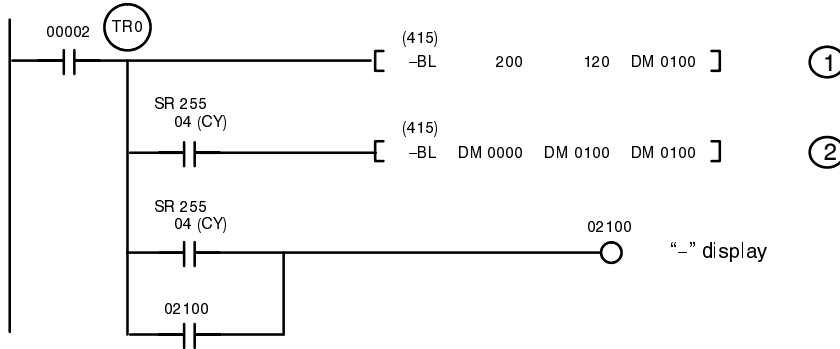 00002
TR0
(415)
–BL 200 120 DM 0100
1
SR 255
04 (CY)
(415)
–BL DM 0000 DM 0100 DM 0100
2
SR 255
04 (CY)
02100
“–” display
02100